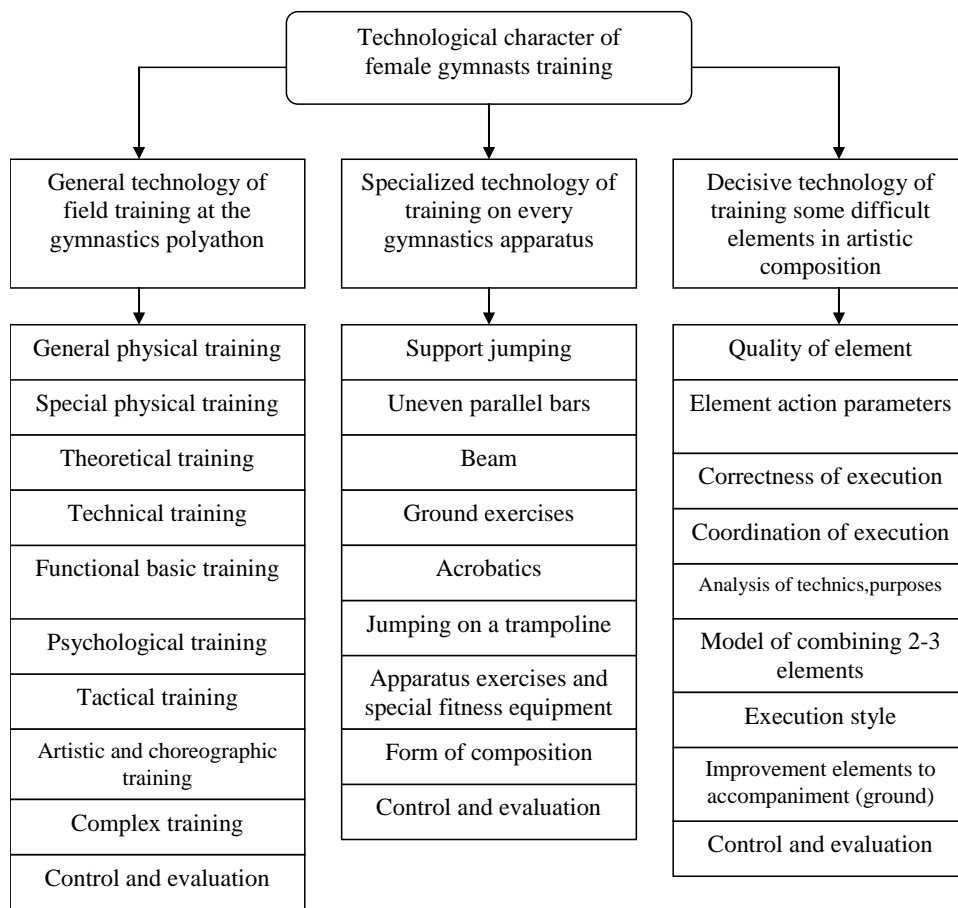 Technological character of
female gymnasts training
General technology of
field training at the
gymnastics polyathon
Specialized technology of
training on every
gymnastics apparatus
Decisive technology of
training some difficult
elements in artistic
composition
General physical training
Special physical training
Theoretical training
Technical training
Functional basic training
Psychological training
Tactical training
Artistic and choreographic
training
Complex training
Control and evaluation
Support jumping
Uneven parallel bars
Beam
Ground exercises
Acrobatics
Jumping on a trampoline
Apparatus exercises and
special fitness equipment
Form of composition
Control and evaluation
Quality of element
Element action parameters
Correctness of execution
Coordination of execution
Analysis of technics,purposes
Model of combining 2-3
elements
Execution style
Improvement elements to
accompaniment (ground)
Control and evaluation